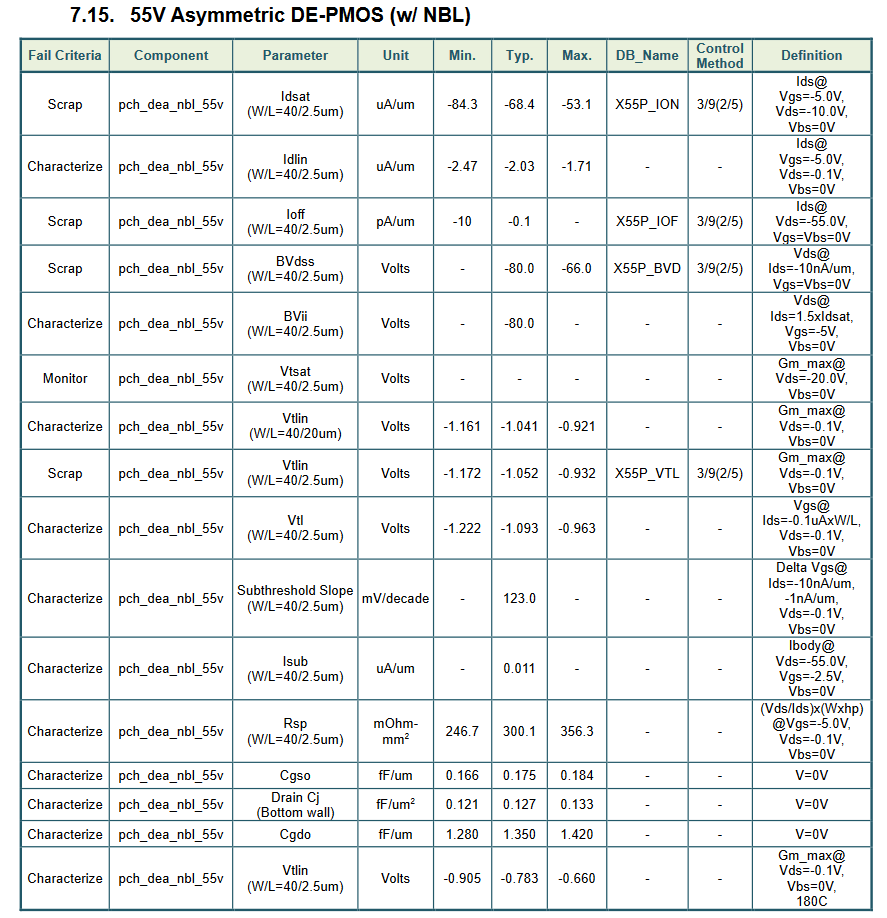 7.15. 55V Asymmetric DE-PMOS (w/ NBL)
Fail Criteria Component Parameter Unit Min. Typ. Max. DB_Name Control Method Definition
Scrap pch_dea_nbl_55v Idsat (W/L=40/2.5um) uA/um -84.3 -68.4 -53.1 X55P_ION 3/9(2/5) Ids@ Vgs=-5.0V, Vds=-10.0V, Vbs=0V
Characterize pch_dea_nbl_55v Idlin (W/L=40/2.5um) uA/um -2.47 -2.03 -1.71 - - Ids@ Vgs=-5.0V, Vds=-0.1V, Vbs=0V
Scrap pch_dea_nbl_55v Ioff (W/L=40/2.5um) pA/um -10 -0.1 - X55P_IOF 3/9(2/5) Ids@ Vds=-55.0V, Vgs=Vbs=0V
Scrap pch_dea_nbl_55v BVdss (W/L=40/2.5um) Volts - -80.0 -66.0 X55P_BVD 3/9(2/5) Vds@ Ids=-10nA/um, Vgs=Vbs=0V
Characterize pch_dea_nbl_55v BVii (W/L=40/2.5um) Volts - -80.0 - - - Vds@ Ids=1.5xIdsat, Vgs=-5V, Vbs=0V
Monitor pch_dea_nbl_55v Vtsat (W/L=40/2.5um) Volts - - - - - Gm_max@ Vds=-20.0V, Vbs=0V
Characterize pch_dea_nbl_55v Vtlin (W/L=40/20um) Volts -1.161 -1.041 -0.921 - - Gm_max@ Vds=-0.1V, Vbs=0V
Scrap pch_dea_nbl_55v Vtlin (W/L=40/2.5um) Volts -1.172 -1.052 -0.932 X55P_VTL 3/9(2/5) Gm_max@ Vds=-0.1V, Vbs=0V
Characterize pch_dea_nbl_55v Vtl (W/L=40/2.5um) Volts -1.222 -1.093 -0.963 - - Vgs@ Ids=-0.1uAxW/L, Vds=-0.1V, Vbs=0V
Characterize pch_dea_nbl_55v Subthreshold Slope (W/L=40/2.5um) mV/decade - 123.0 - - - Delta Vgs@ Ids=-10nA/um, -1nA/um, Vds=-0.1V, Vbs=0V
Characterize pch_dea_nbl_55v Isub (W/L=40/2.5um) uA/um - 0.011 - - - Ibody@ Vds=-55.0V, Vgs=-2.5V, Vbs=0V
Characterize pch_dea_nbl_55v Rsp (W/L=40/2.5um) mOhm-mm² 246.7 300.1 356.3 - - (Vds/Ids)x(Wxhp) @Vgs=-5.0V, Vds=-0.1V, Vbs=0V
Characterize pch_dea_nbl_55v Cgso fF/um 0.166 0.175 0.184 - - V=0V
Characterize pch_dea_nbl_55v Drain Cj (Bottom wall) fF/um² 0.121 0.127 0.133 - - V=0V
Characterize pch_dea_nbl_55v Cgdo fF/um 1.280 1.350 1.420 - - V=0V
Characterize pch_dea_nbl_55v Vtlin (W/L=40/2.5um) Volts -0.905 -0.783 -0.660 - - Gm_max@ Vds=-0.1V, Vbs=0V, 180C